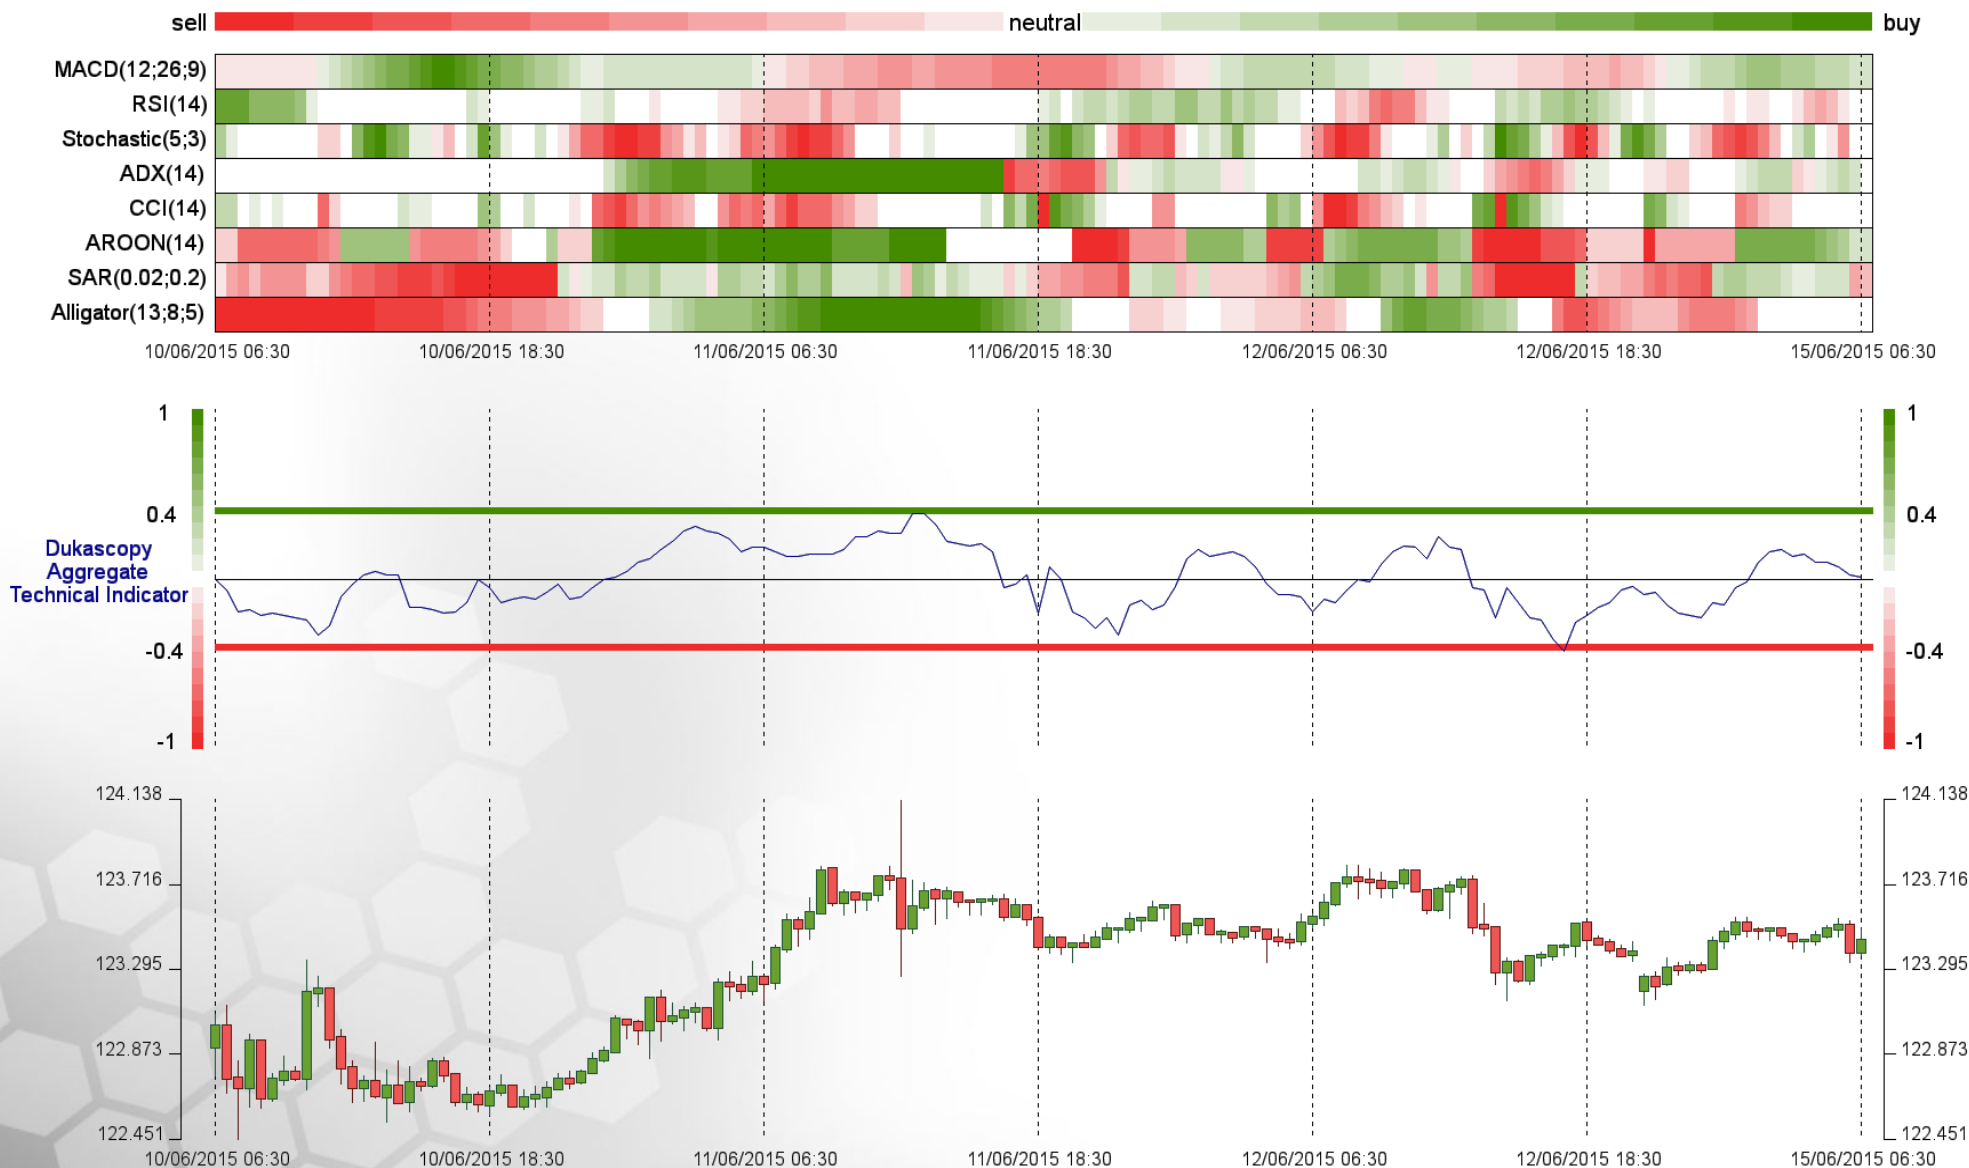 sell neutral buy
MACD(12;26;9)
RSI(14)
Stochastic(5;3)
ADX(14)
CCI(14)
AROON(14)
SAR(0.02;0.2)
Alligator(13;8;5)
10/06/2015 06:30 10/06/2015 18:30 11/06/2015 06:30 11/06/2015 18:30 12/06/2015 06:30 12/06/2015 18:30 15/06/2015 06:30
1 1
0.4 0.4
Dukascopy
Aggregate
Technical Indicator
-0.4 -0.4
-1 -1
124.138 124.138
123.716 123.716
123.295 123.295
122.873 122.873
122.451 122.451
10/06/2015 06:30 10/06/2015 18:30 11/06/2015 06:30 11/06/2015 18:30 12/06/2015 06:30 12/06/2015 18:30 15/06/2015 06:30